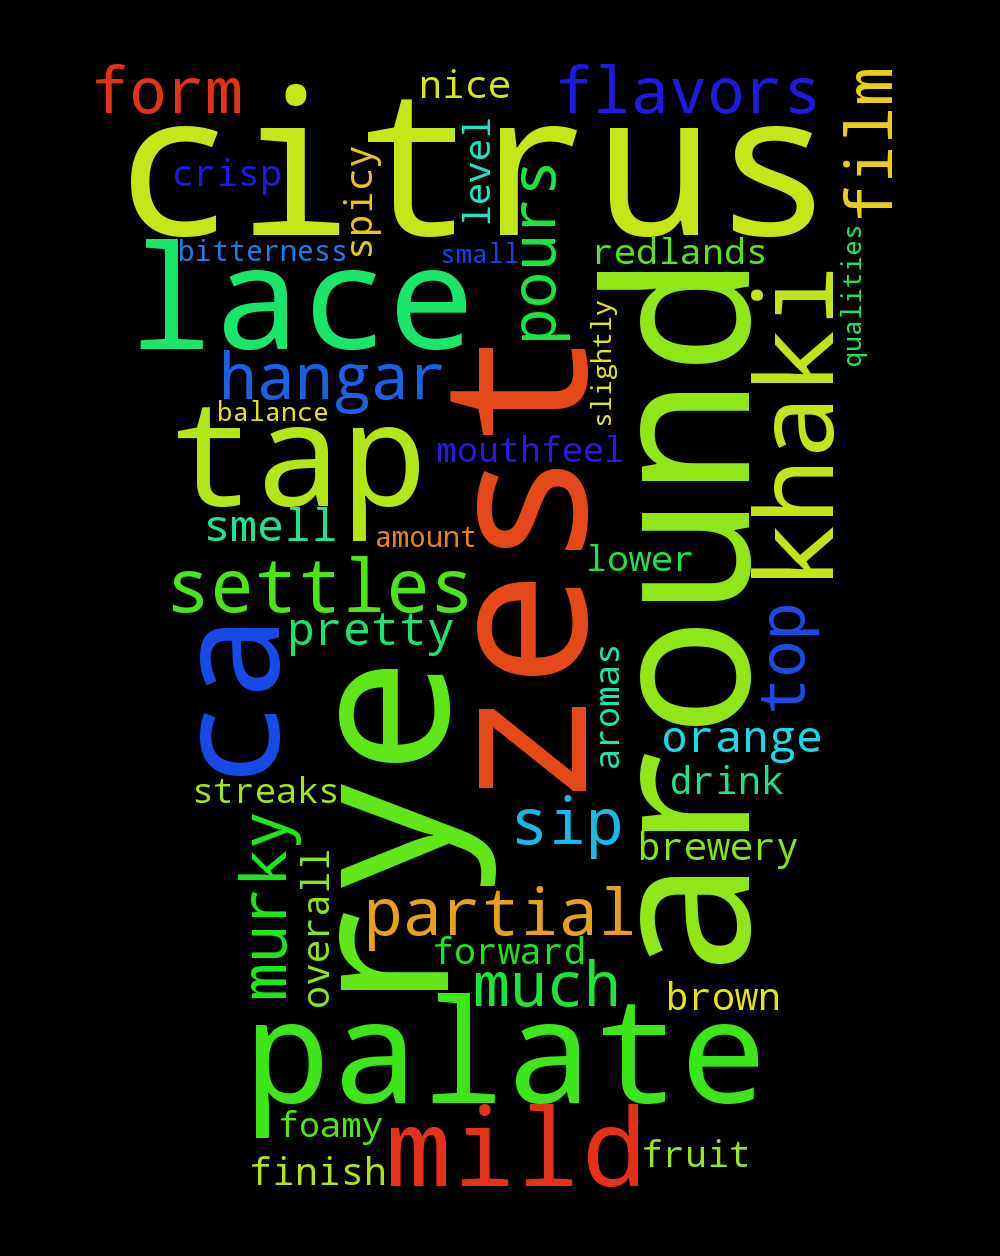 form
nice
flavors
film
citrus
crisp
spicy
level
pours
bitterness
small
redlands
qualities
lace
hangar
balance
tap
zest
slightly
around
khaki
mouthfeel
smell
amount
lower
settles
pretty
ca
rye
aromas
top
orange
drink
streaks
sip
brewery
murky
overall
partial
forward
much
brown
palate
foamy
mild
fruit
finish